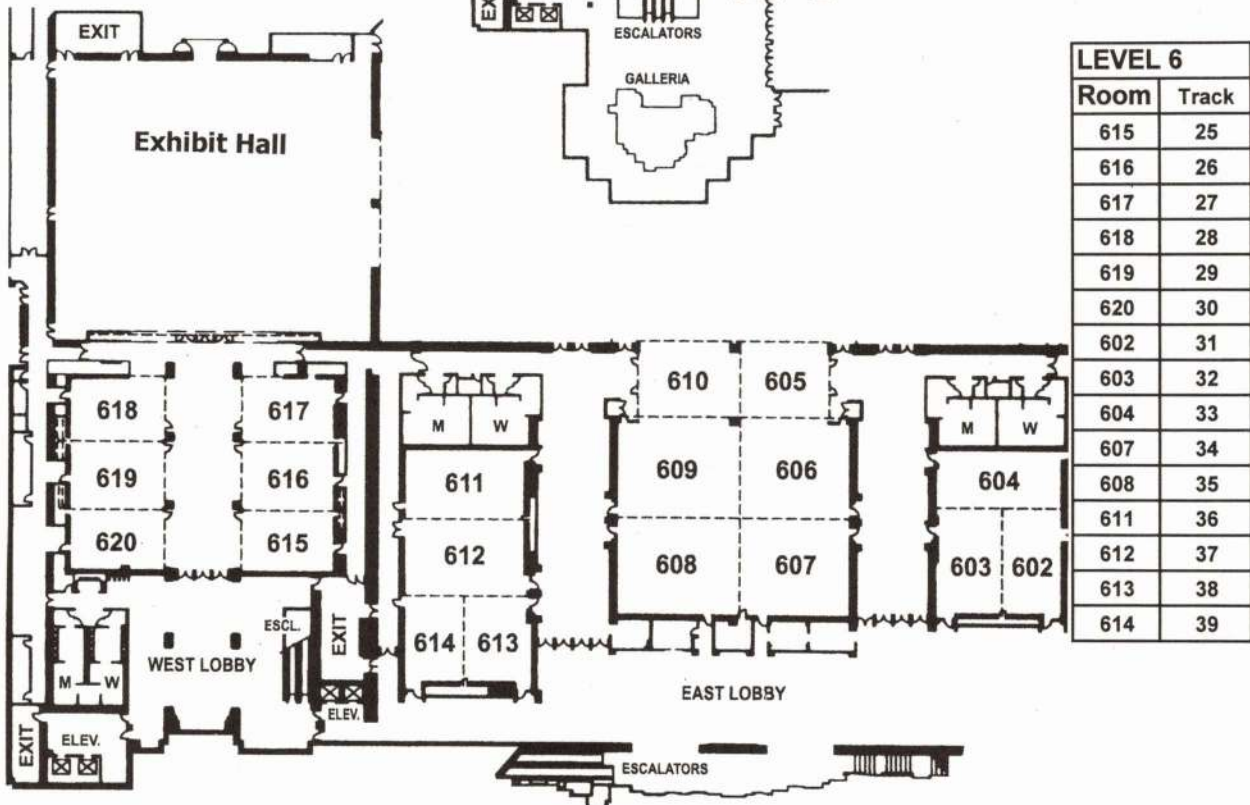 EXIT
ESCALATORS
GALLERIA
Exhibit Hall
LEVEL 6
Room Track
615 25
616 26
617 27
618 28
619 29
620 30
602 31
603 32
604 33
607 34
608 35
611 36
612 37
613 38
614 39
618 617
619 616
620 615
610 605
609 606
608 607
M W
611
612
614 613
M W
604
603 602
WEST LOBBY
ESCL.
EXIT
M W
ELEV.
EXIT
ELEV.
EAST LOBBY
ESCALATORS